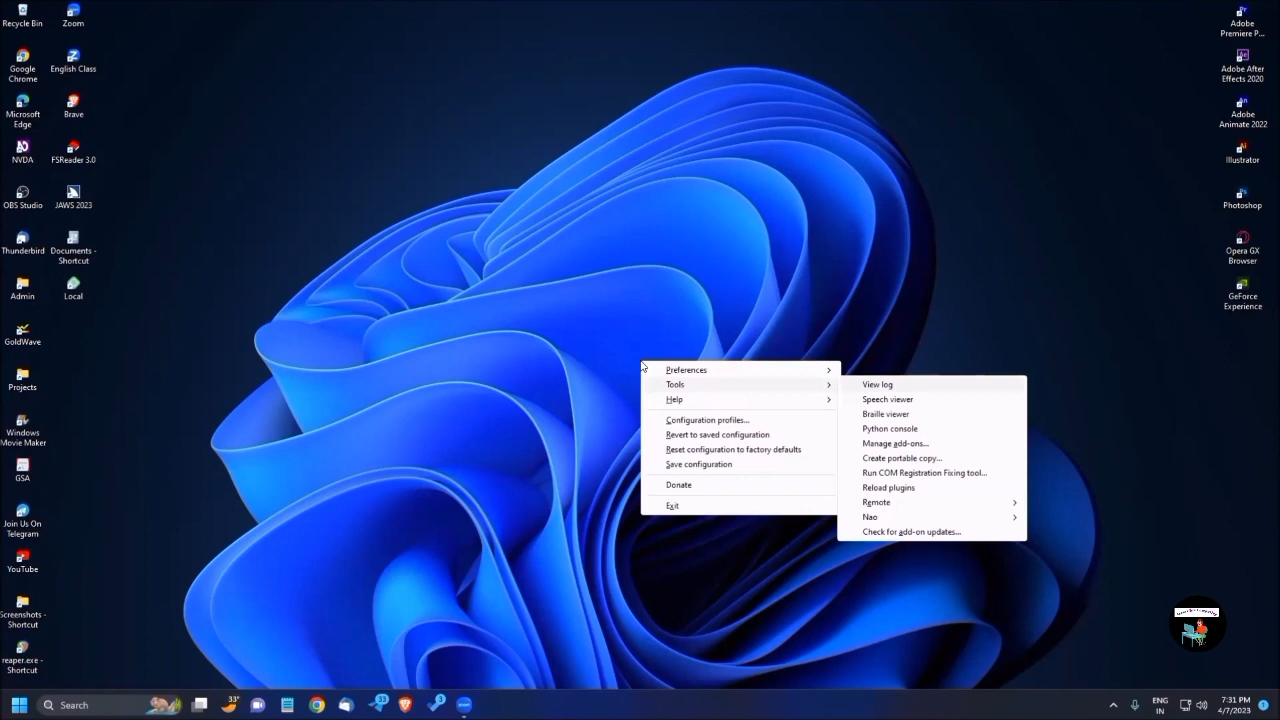 Recycle Bin
Zoom
Google
Chrome
English Class
Microsoft
Edge
Brave
NVDA
FSReader 3.0
OBS Studio
JAWS 2023
Thunderbird
Documents -
Shortcut
Admin
Local
GoldWave
Projects
Windows
Movie Maker
GSA
Join Us On
Telegram
YouTube
Screenshots -
Shortcut
reaper.exe -
Shortcut
Preferences
Tools
Help
Configuration profiles...
Revert to saved configuration
Reset configuration to factory defaults
Save configuration
Donate
Exit
View log
Speech viewer
Braille viewer
Python console
Manage add-ons...
Create portable copy...
Run COM Registration Fixing tool...
Reload plugins
Remote
Nao
Check for add-on updates...
Adobe
Premiere P...
Adobe After
Effects 2020
Adobe
Animate 2022
Illustrator
Photoshop
Opera GX
Browser
GeForce
Experience
Search
33°
33
3
ENG
IN
7:31 PM
4/7/2023
1